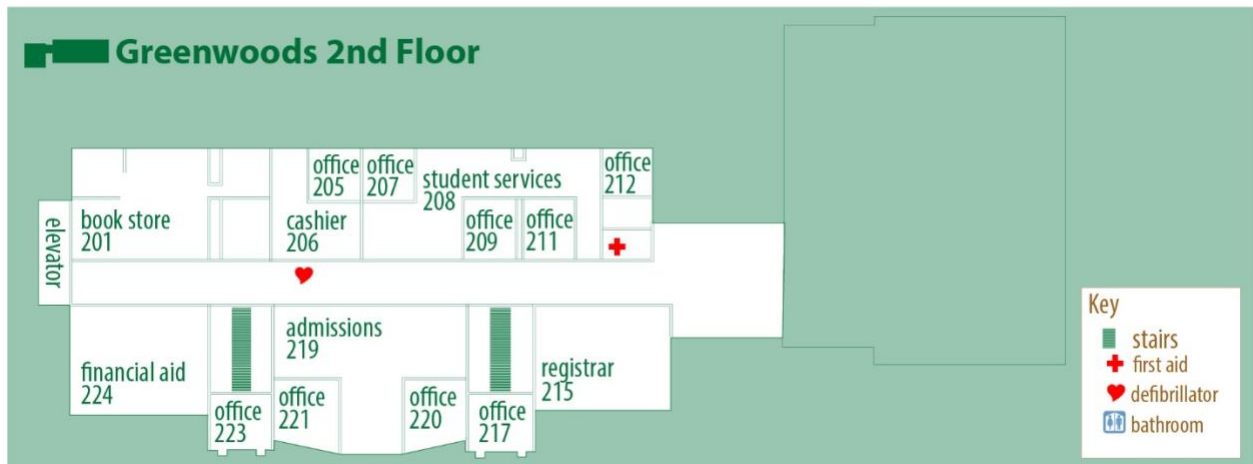 Greenwoods 2nd Floor
elevator
book store
201
office
205
office
207
cashier
206
student services
208
office
209
office
211
office
212
financial aid
224
office
223
admissions
219
office
221
office
220
office
217
registrar
215
Key
stairs
first aid
defibrillator
bathroom